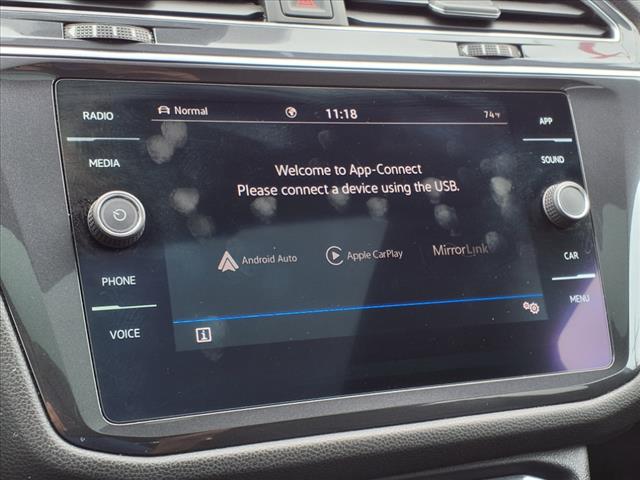 RADIO
MEDIA
PHONE
VOICE
Normal
11:18
74°F
Welcome to App-Connect
Please connect a device using the USB.
Android Auto
Apple CarPlay
MirrorLink
i
APP
SOUND
CAR
MENU